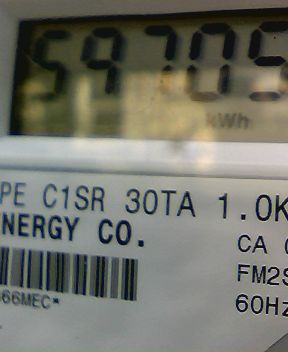 59705
kWh
PE C1SR 30TA 1.0K
NERGY CO.
CA
FM2S
66MEC*
60Hz